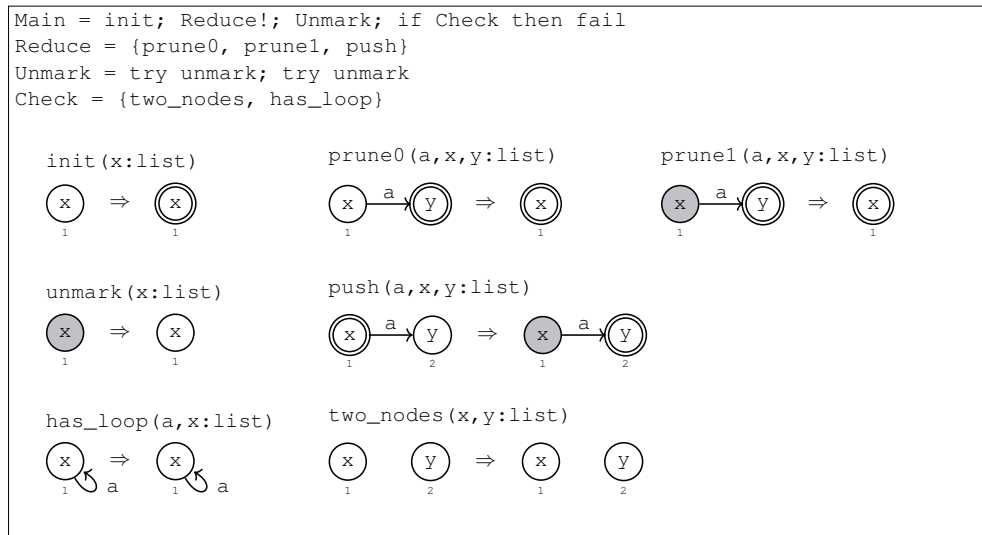 Main = init; Reduce!; Unmark; if Check then fail
Reduce = {prune0, prune1, push}
Unmark = try unmark; try unmark
Check = {two_nodes, has_loop}
init(x:list) prune0(a,x,y:list) prune1(a,x,y:list)
x ⇒ x x a y ⇒ x x a y ⇒ x
1 1 1 1 1 1
unmark(x:list) push(a,x,y:list)
x ⇒ x x a y ⇒ x a y
1 1 1 2 1 2
has_loop(a,x:list) two_nodes(x,y:list)
x ⇒ x x y ⇒ x y
1 a 1 a 1 2 1 2